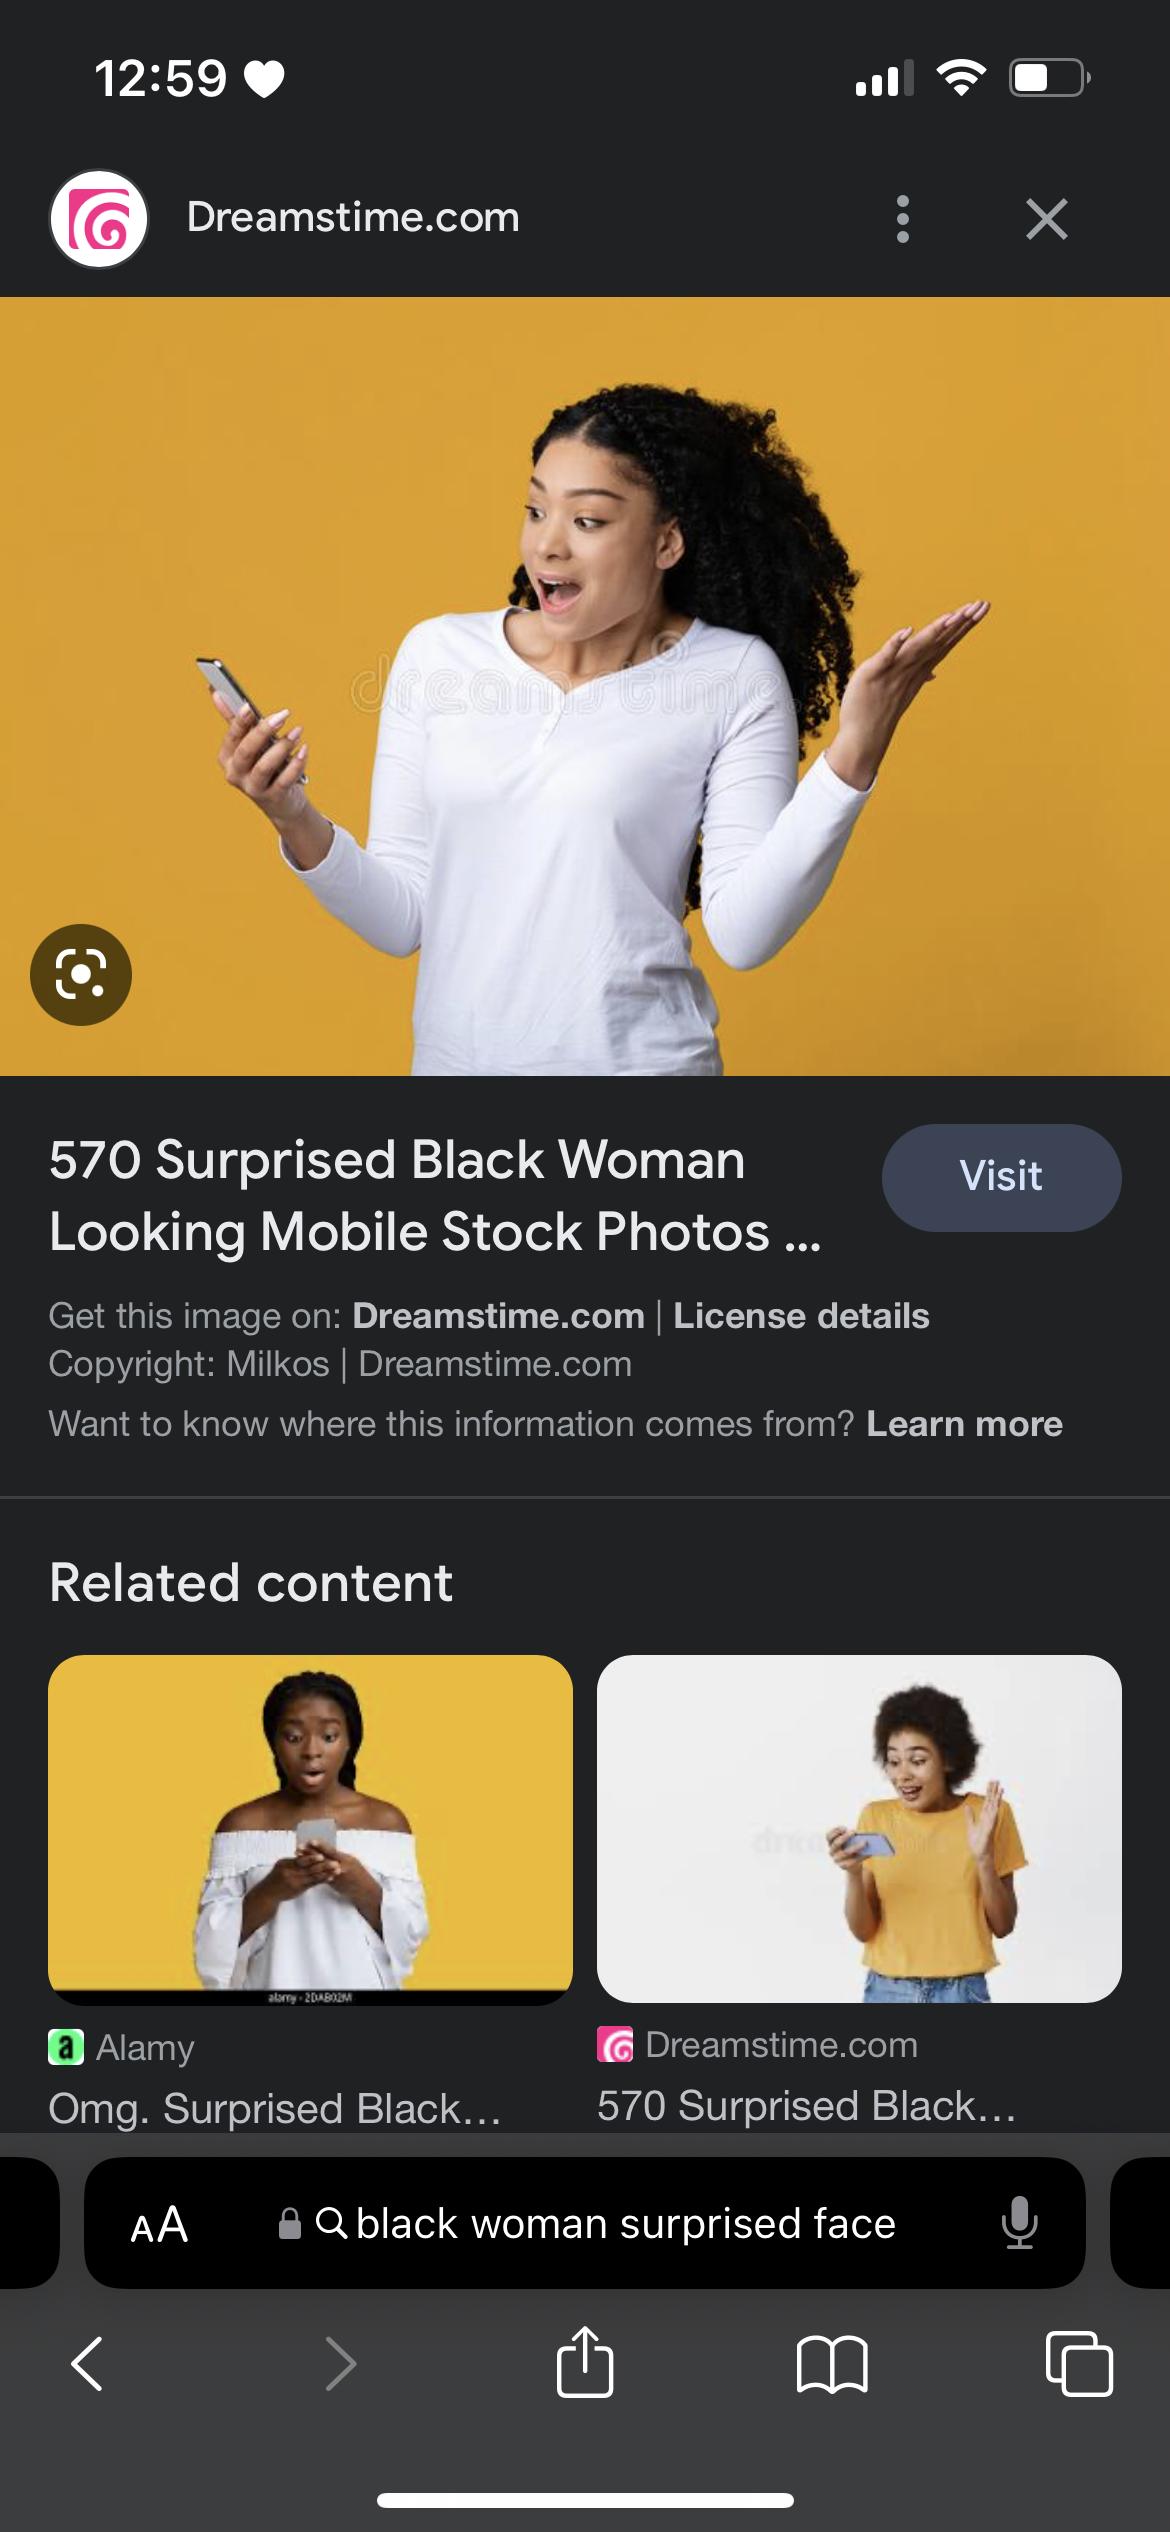 12:59
Dreamstime.com
dreamstime
570 Surprised Black Woman
Looking Mobile Stock Photos ...
Visit
Get this image on: Dreamstime.com | License details
Copyright: Milkos | Dreamstime.com
Want to know where this information comes from? Learn more
Related content
alamy - 2DAB02M
a Alamy
Dreamstime.com
Omg. Surprised Black...
570 Surprised Black...
AA
black woman surprised face